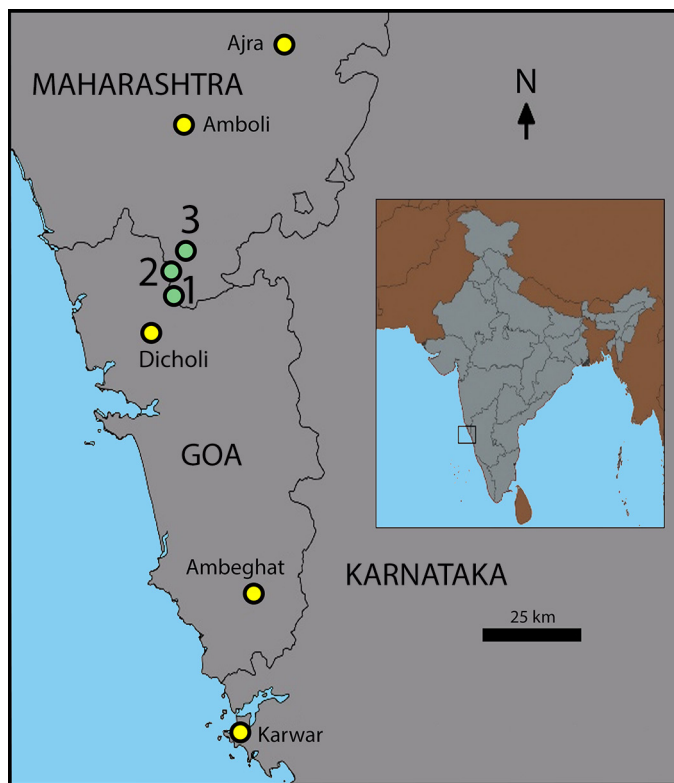 Ajra
MAHARASHTRA
N
Amboli
3
2
1
Dicholi
GOA
Ambeghat
KARNATAKA
25 km
Karwar